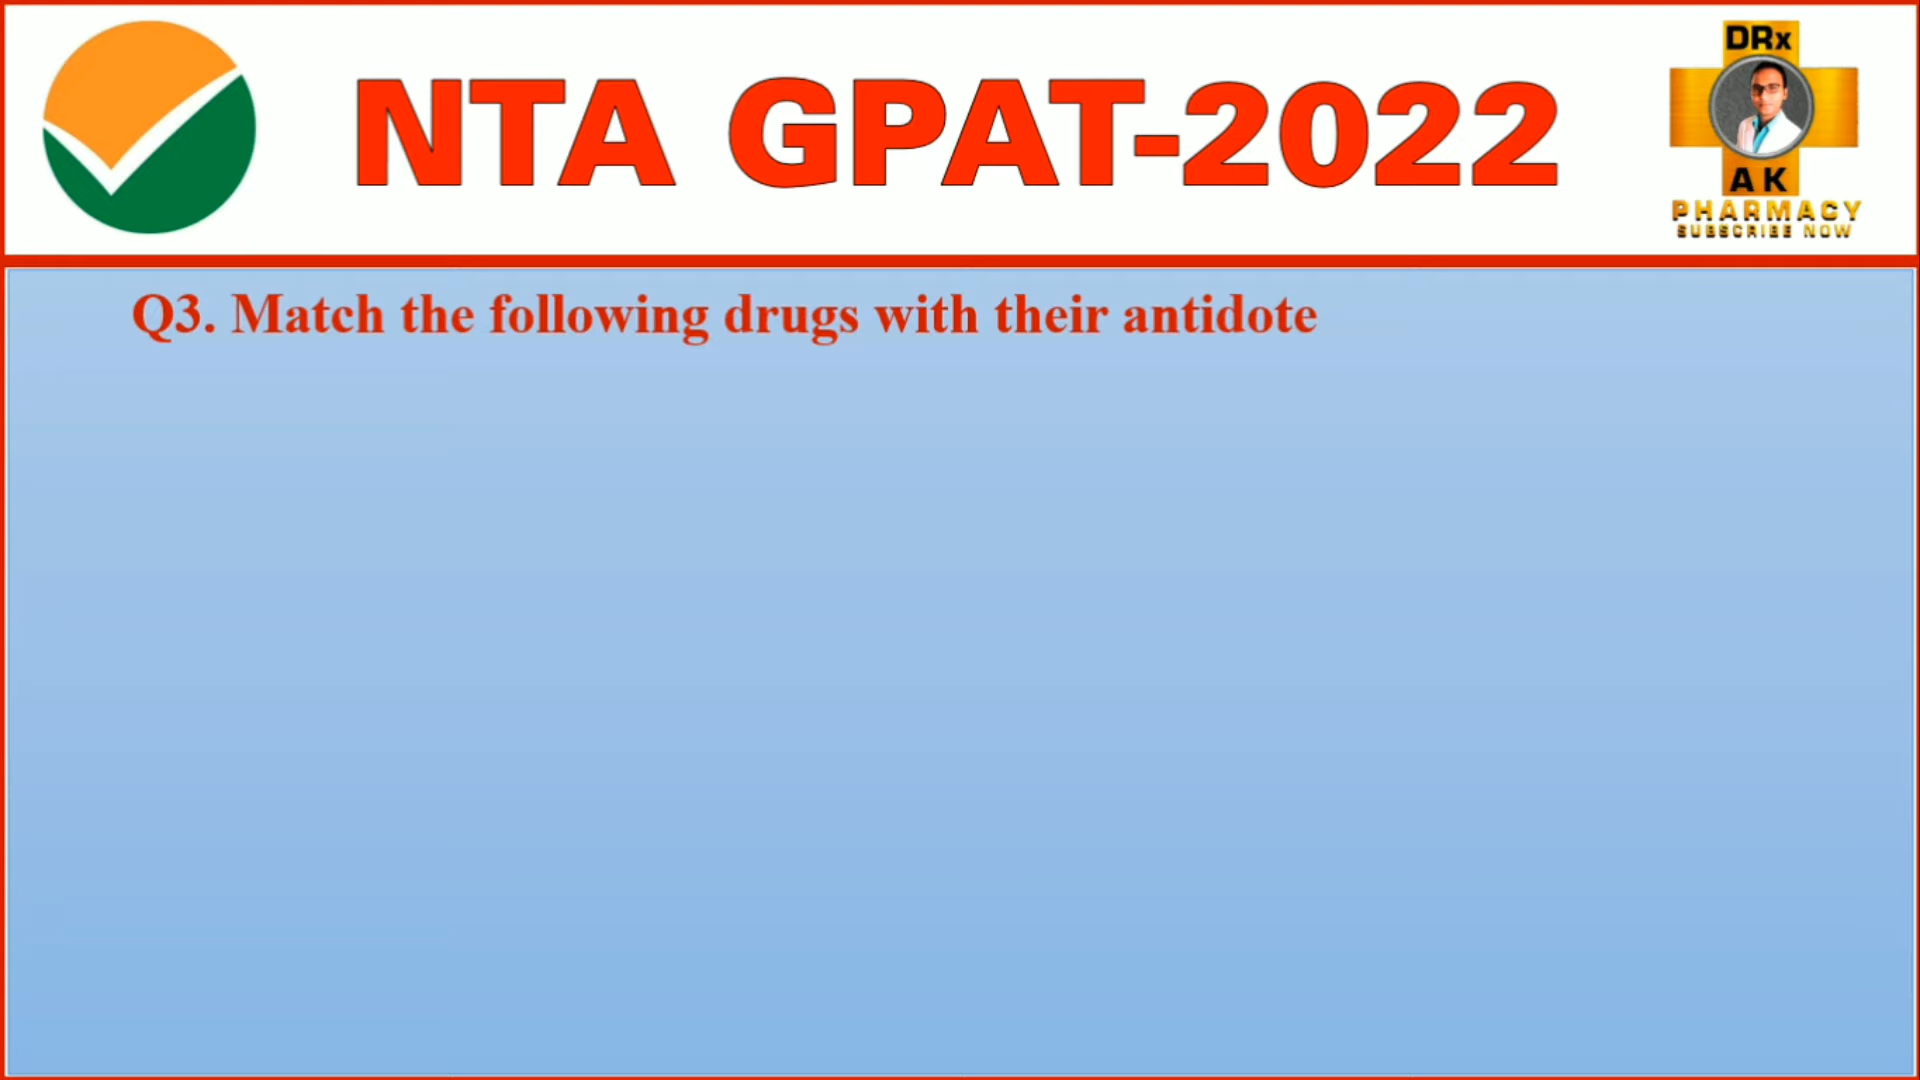 NTA GPAT-2022
DRx
AK
PHARMACY
SUBSCRIBE NOW
Q3. Match the following drugs with their antidote